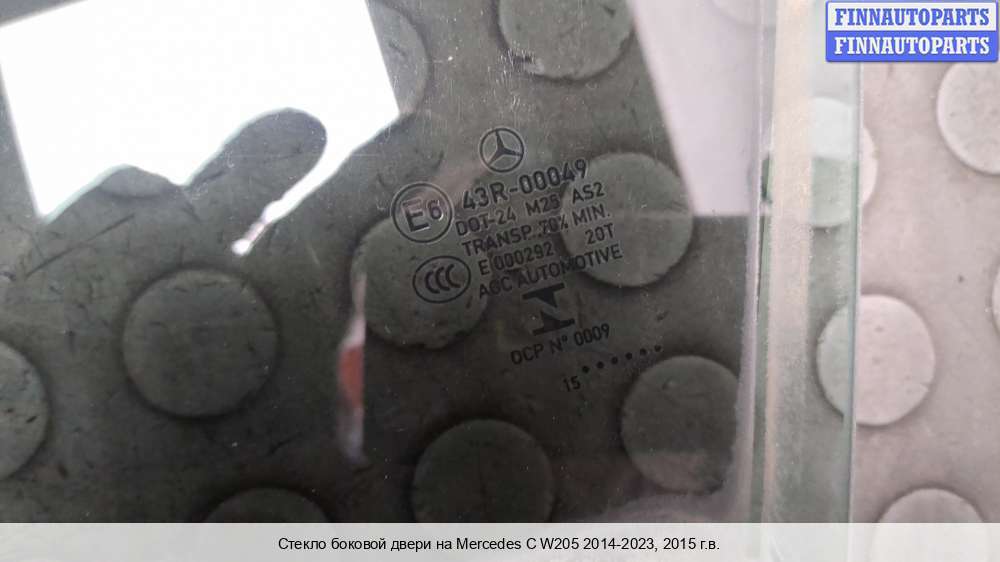 FINNAUTOPARTS
FINNAUTOPARTS
E6 43R-00049
DOT-24 M25 AS2
TRANSP. 70% MIN.
E 000292 20T
CCC AGC AUTOMOTIVE
OCP N° 0009
15
Стекло боковой двери на Mercedes C W205 2014-2023, 2015 г.в.